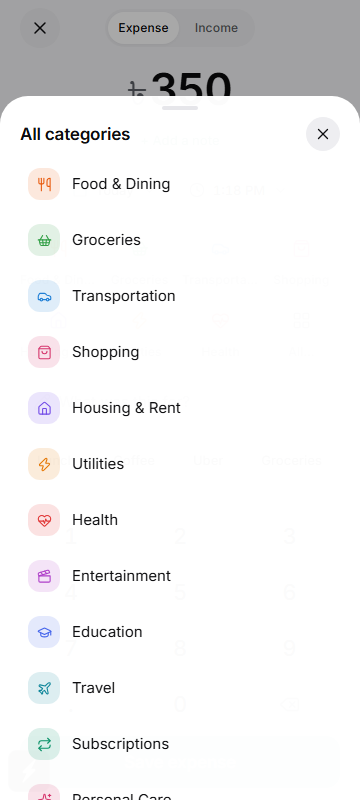 Expense Income
৳350
All categories
Food & Dining
Groceries
Transportation
Shopping
Housing & Rent
Utilities
Health
Entertainment
Education
Travel
Subscriptions
Personal Care